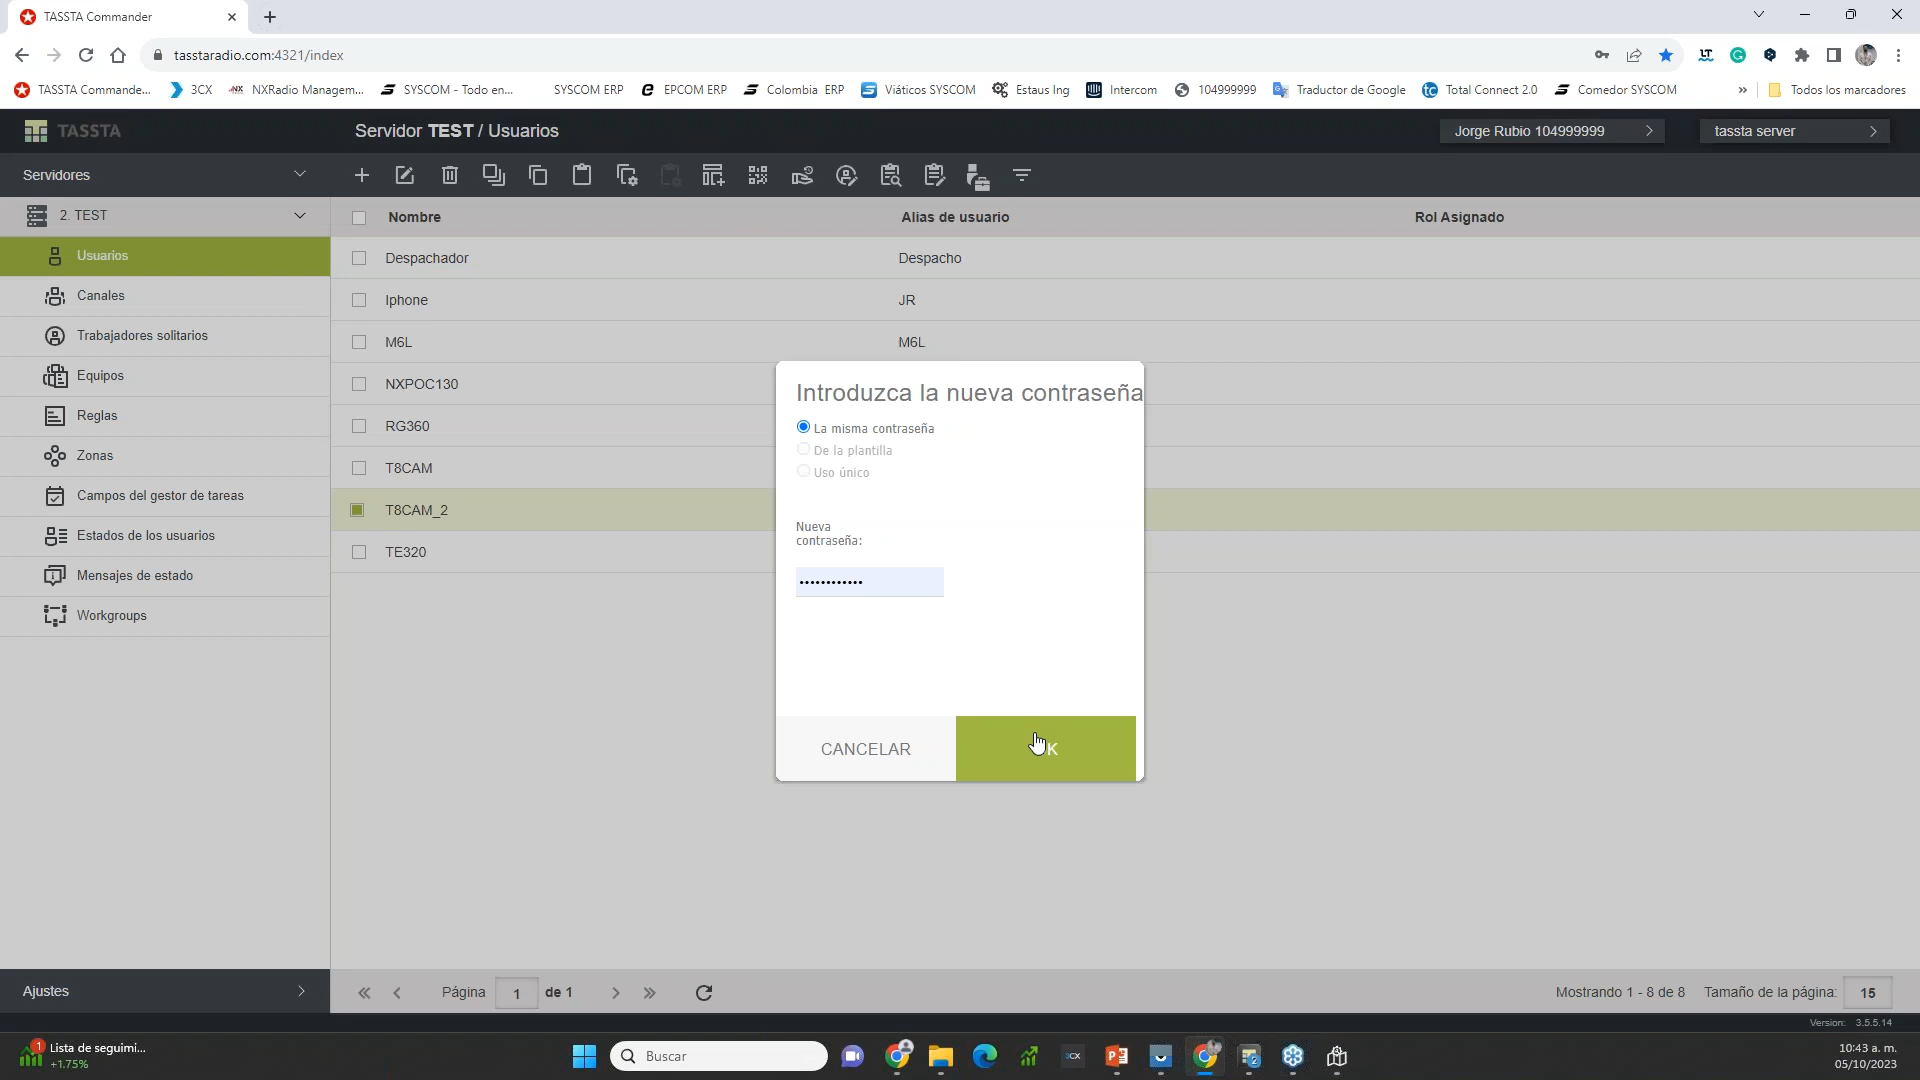 TASSTA Commander
tasstaradio.com:4321/index
TASSTA Commande... 3CX NXRadio Managem... SYSCOM - Todo en... SYSCOM ERP EPCOM ERP Colombia ERP Viáticos SYSCOM Estaus Ing Intercom 104999999 Traductor de Google Total Connect 2.0 Comedor SYSCOM » Todos los marcadores
TASSTA
Servidor TEST / Usuarios
Jorge Rubio 104999999
tassta server
Servidores
2. TEST
Usuarios
Canales
Trabajadores solitarios
Equipos
Reglas
Zonas
Campos del gestor de tareas
Estados de los usuarios
Mensajes de estado
Workgroups
Ajustes
Nombre Alias de usuario Rol Asignado
Despachador Despacho
Iphone JR
M6L M6L
NXPOC130
RG360
T8CAM
T8CAM_2
TE320
Introduzca la nueva contraseña
La misma contraseña
De la plantilla
Uso único
Nueva
contraseña:
••••••••••••
CANCELAR
Página 1 de 1
Mostrando 1 - 8 de 8 Tamaño de la página: 15
Version: 3.5.5.14
1
Lista de seguimi...
+1.75%
Buscar
3CX
10:43 a. m.
05/10/2023